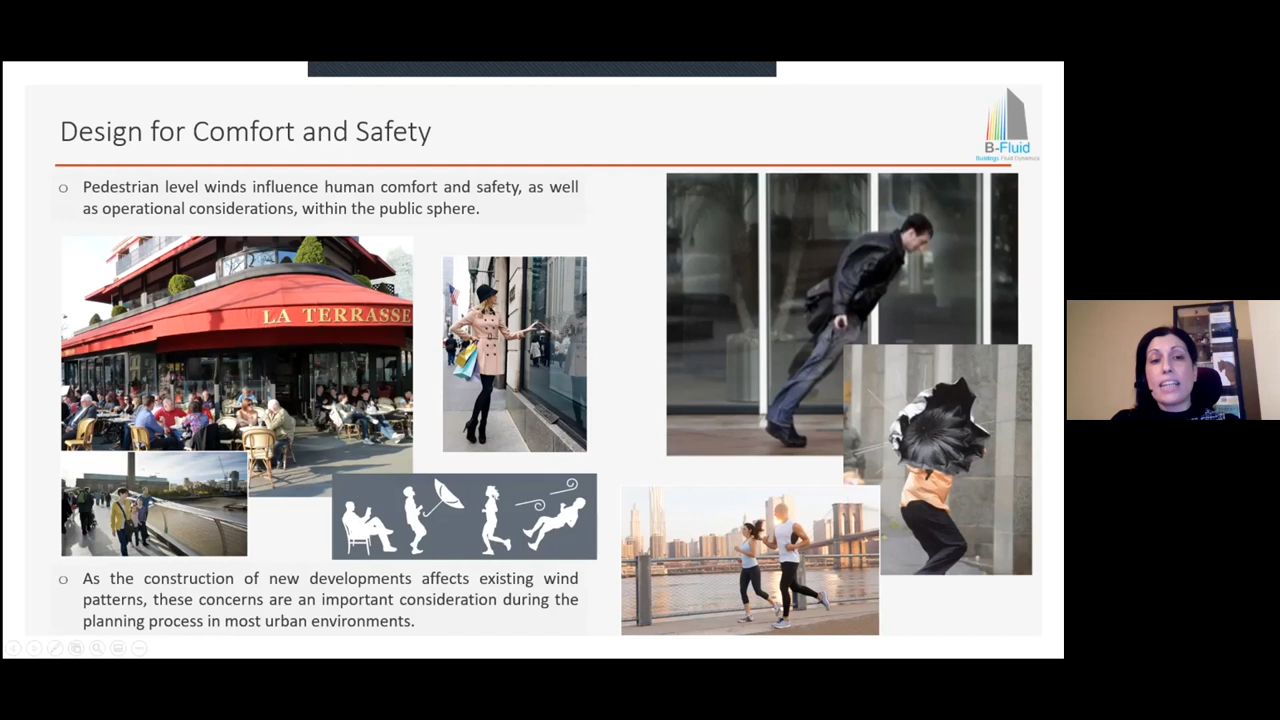 Design for Comfort and Safety
B-Fluid
Buildings Fluid Dynamics
o Pedestrian level winds influence human comfort and safety, as well
as operational considerations, within the public sphere.
LA TERRASSE
o As the construction of new developments affects existing wind
patterns, these concerns are an important consideration during the
planning process in most urban environments.